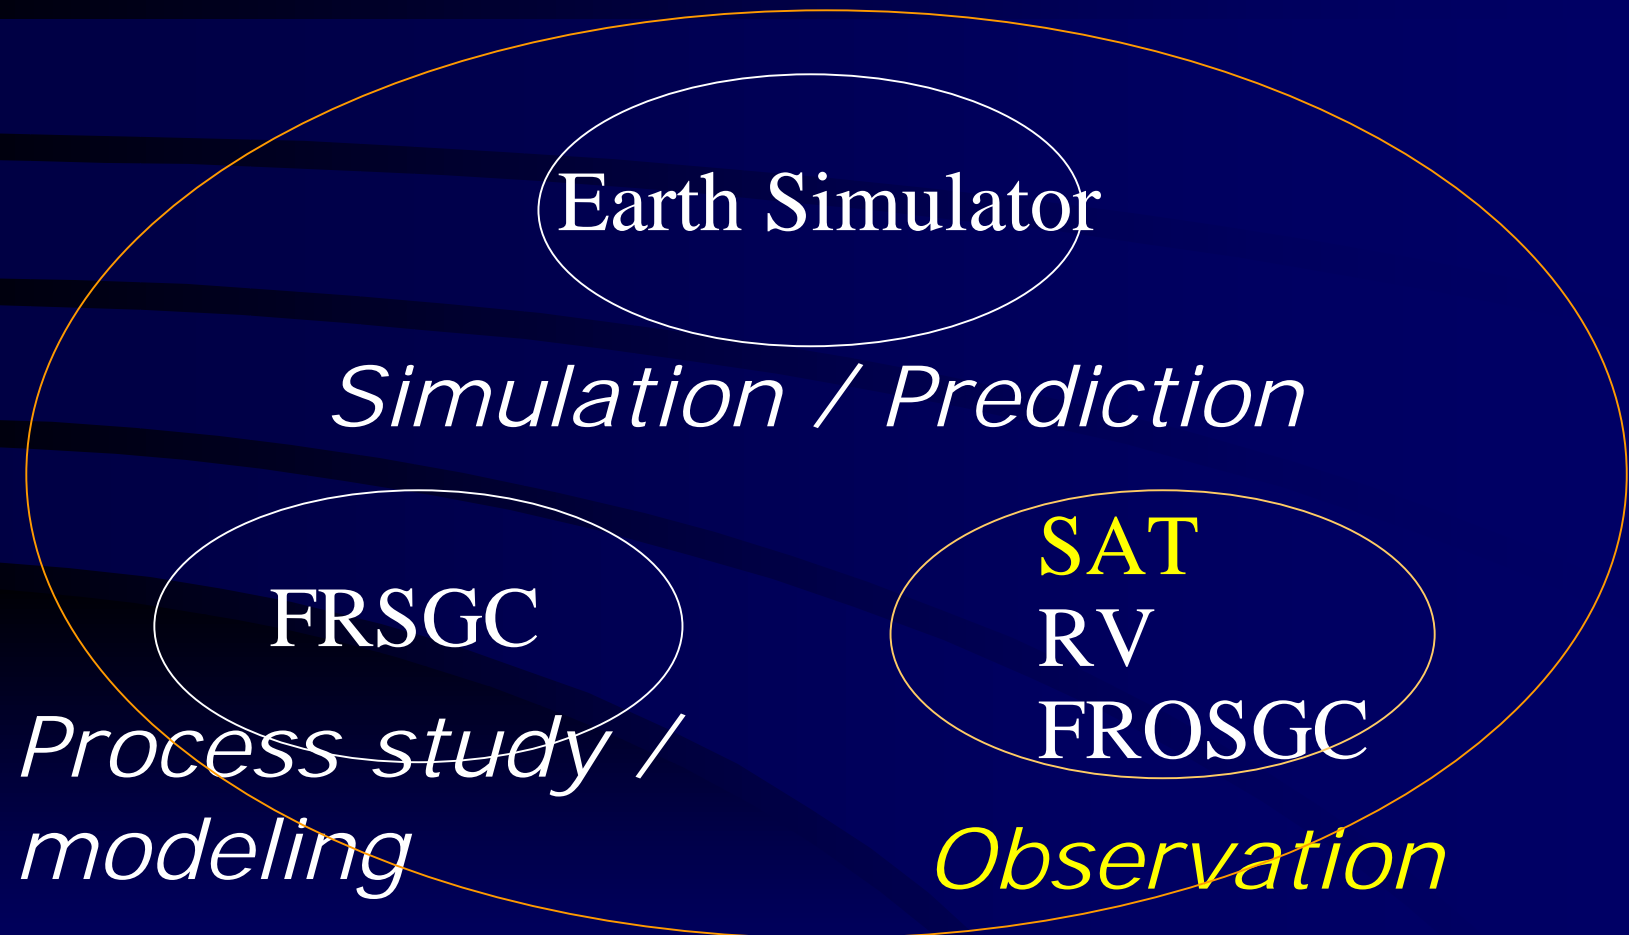 Earth Simulator
Simulation / Prediction
FRSGC
Process study /
modeling
SAT
RV
FROSGC
Observation